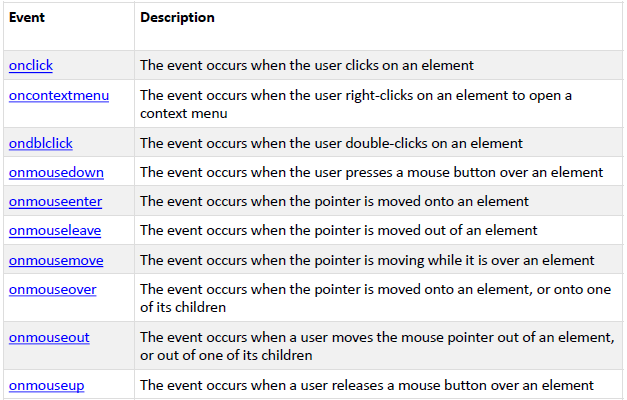 Event Description
onclick The event occurs when the user clicks on an element
oncontextmenu The event occurs when the user right-clicks on an element to open a
context menu
ondblclick The event occurs when the user double-clicks on an element
onmousedown The event occurs when the user presses a mouse button over an element
onmouseenter The event occurs when the pointer is moved onto an element
onmouseleave The event occurs when the pointer is moved out of an element
onmousemove The event occurs when the pointer is moving while it is over an element
onmouseover The event occurs when the pointer is moved onto an element, or onto one
of its children
onmouseout The event occurs when a user moves the mouse pointer out of an element,
or out of one of its children
onmouseup The event occurs when a user releases a mouse button over an element